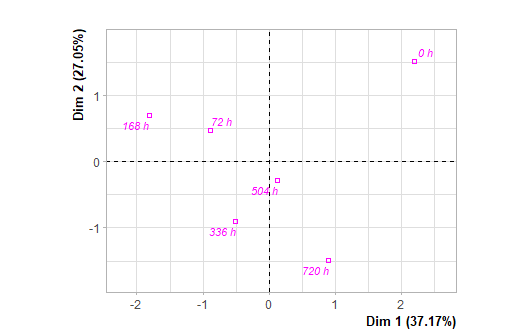 Dim 2 (27.05%)
0 h
1
168 h
72 h
0
504 h
-1
336 h
720 h
-2
-1
0
1
2
Dim 1 (37.17%)